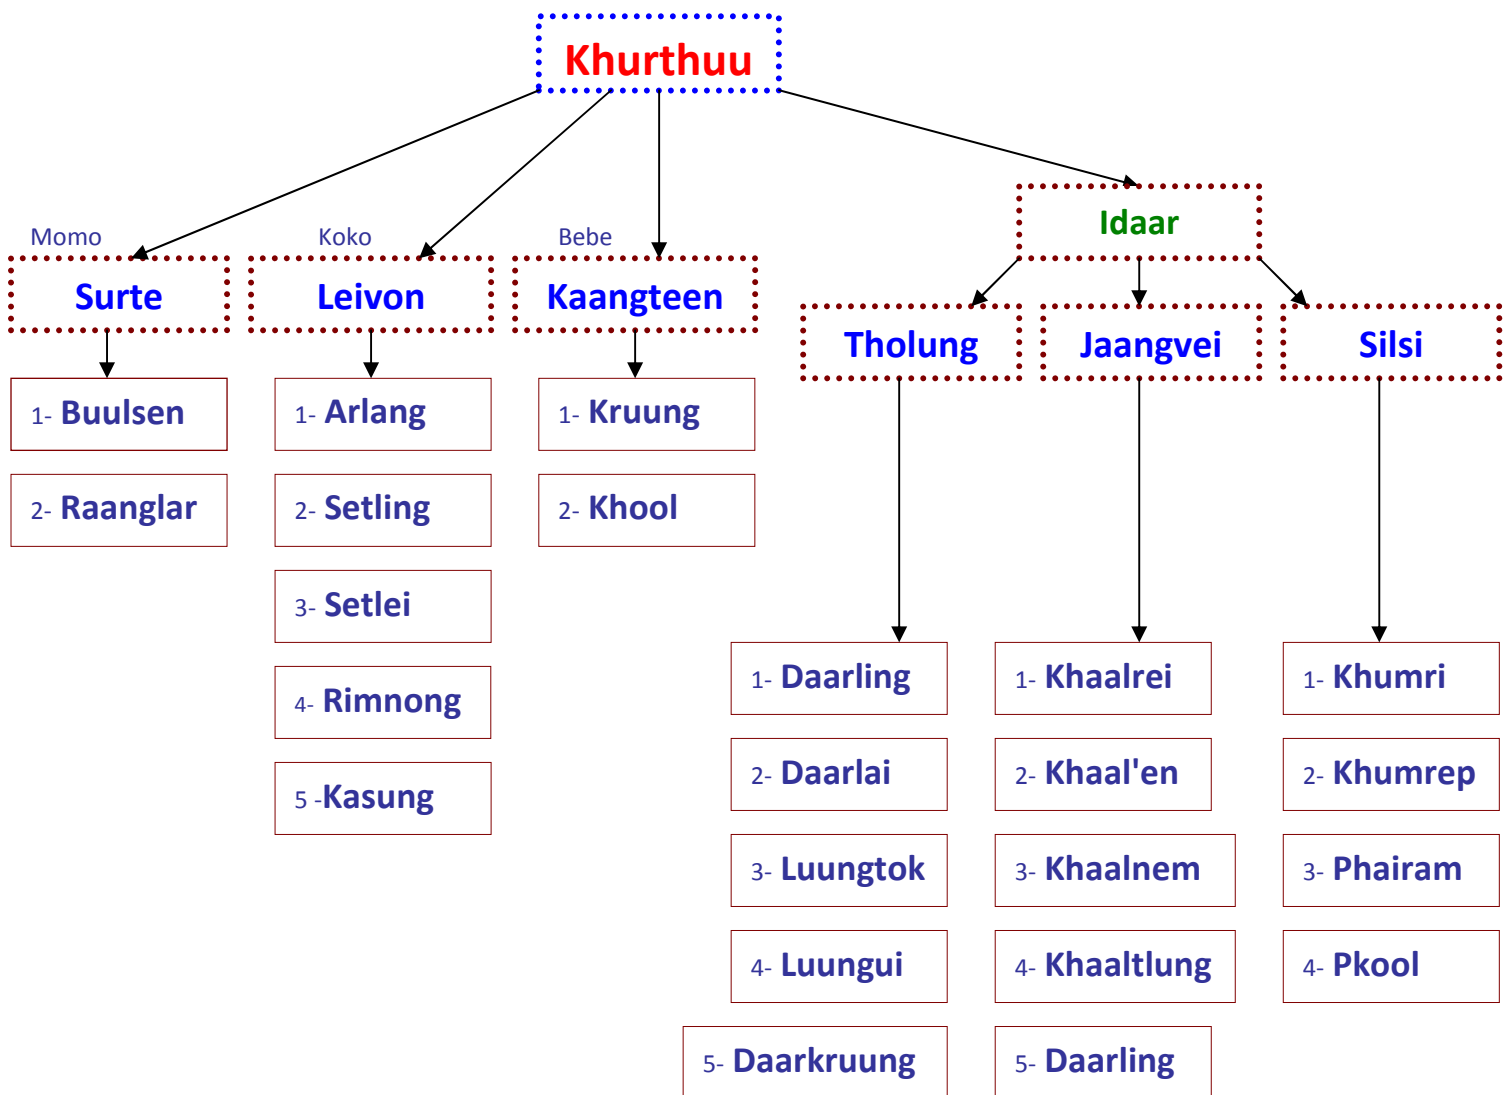 Khurthuu
Idaar
Momo
Koko
Bebe
Surte
Leivon
Kaangteen
Tholung
Jaangvei
Silsi
1- Buulsen
2- Raanglar
1- Arlang
2- Setling
3- Setlei
4- Rimnong
5 -Kasung
1- Kruung
2- Khool
1- Daarling
2- Daarlai
3- Luungtok
4- Luungui
5- Daarkruung
1- Khaalrei
2- Khaal'en
3- Khaalnem
4- Khaaltlung
5- Daarling
1- Khumri
2- Khumrep
3- Phairam
4- Pkool